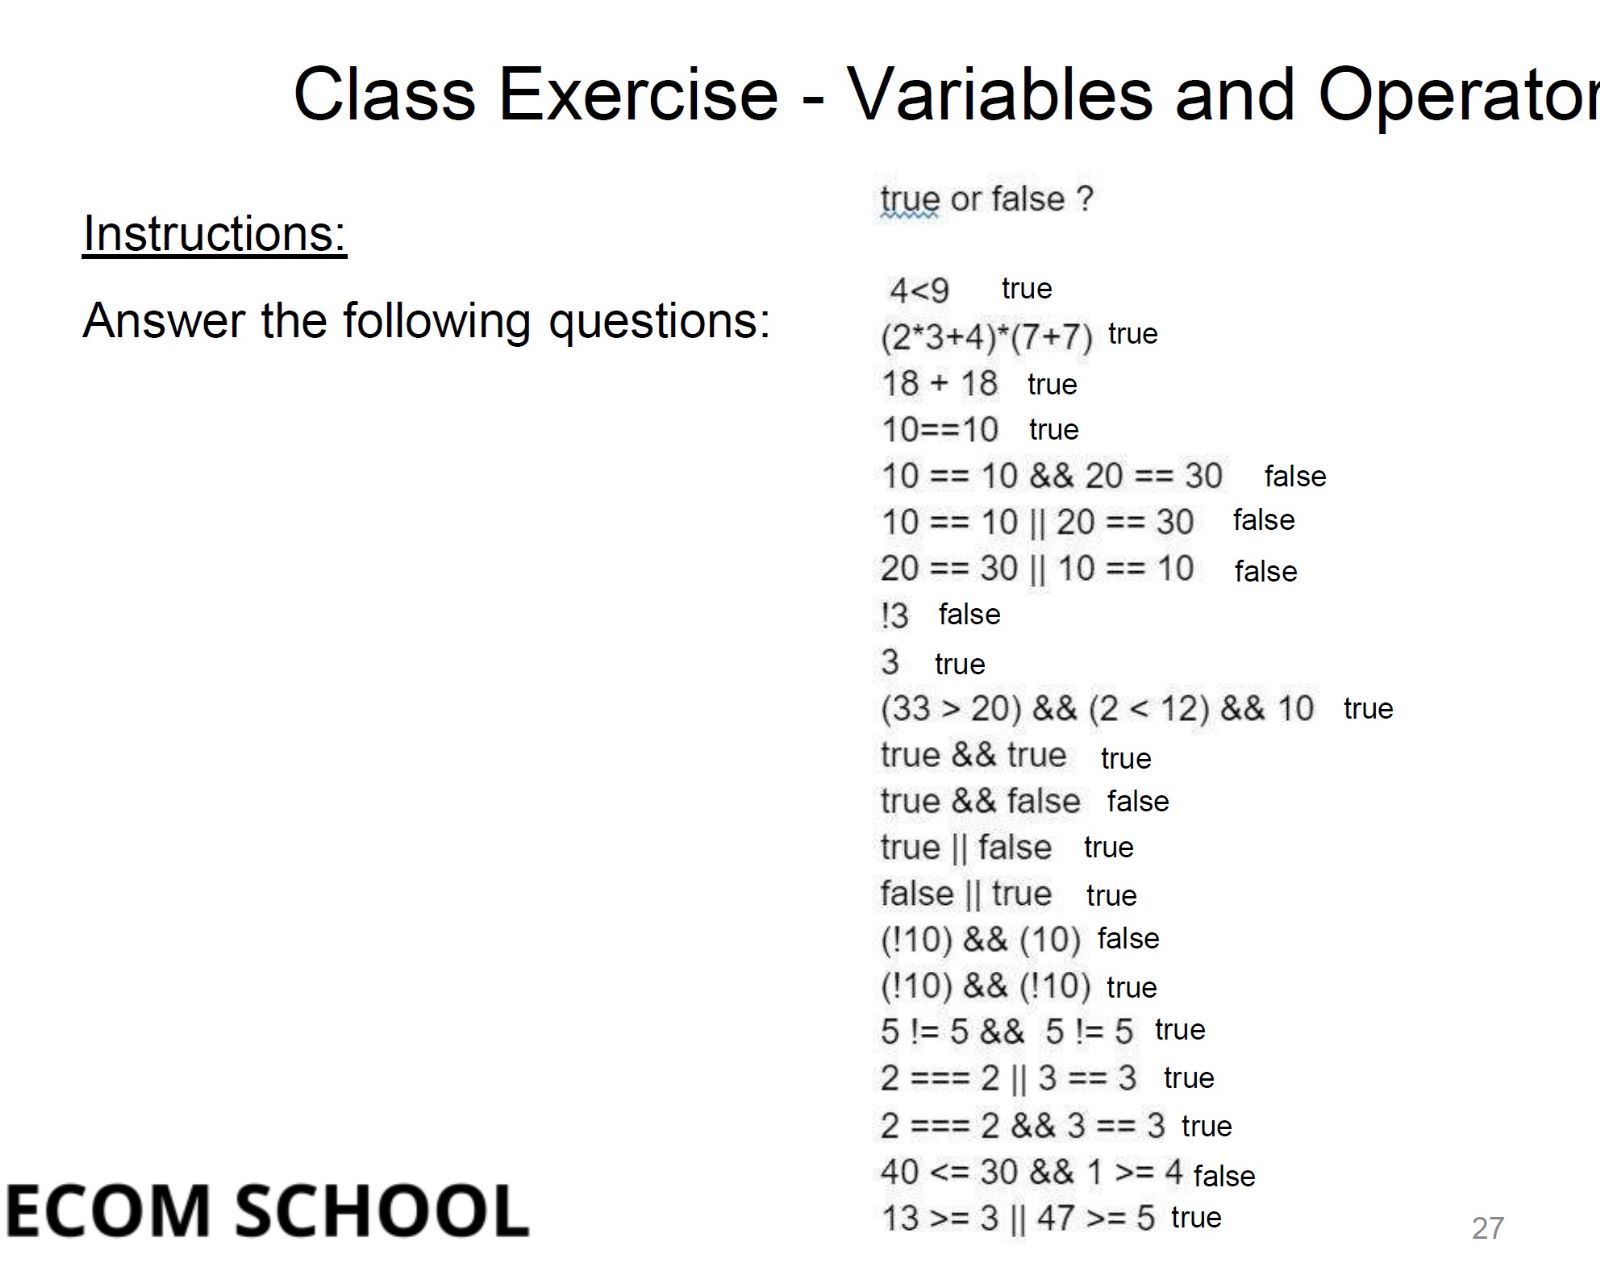 Class Exercise - Variables and Operator
Instructions:
Answer the following questions:
true or false ?
4<9 true
(2*3+4)*(7+7) true
18 + 18 true
10==10 true
10 == 10 && 20 == 30 false
10 == 10 || 20 == 30 false
20 == 30 || 10 == 10 false
!3 false
3 true
(33 > 20) && (2 < 12) && 10 true
true && true true
true && false false
true || false true
false || true true
(!10) && (10) false
(!10) && (!10) true
5 != 5 && 5 != 5 true
2 === 2 || 3 == 3 true
2 === 2 && 3 == 3 true
40 <= 30 && 1 >= 4 false
13 >= 3 || 47 >= 5 true
ECOM SCHOOL
27